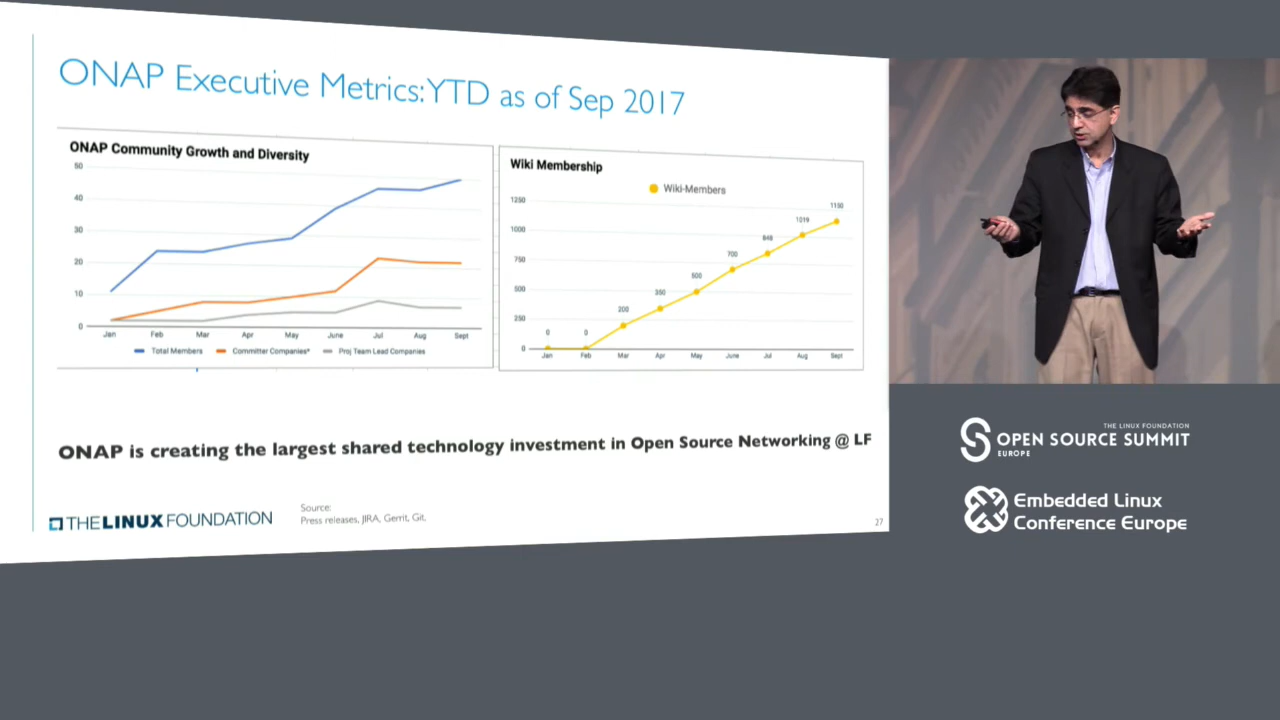 ONAP Executive Metrics:YTD as of Sep 2017
ONAP Community Growth and Diversity
50
40
30
20
10
0
Jan Feb Mar Apr May June Jul Aug Sept
Total Members Committer Companies* Proj Team Lead Companies
Wiki Membership
Wiki-Members
1250
1000
750
500
250
0
0 0 200 350 500 700 848 1019 1150
Jan Feb Mar Apr May June Jul Aug Sept
ONAP is creating the largest shared technology investment in Open Source Networking @ LF
THE LINUX FOUNDATION
Source:
Press releases, JIRA, Gerrit, Git.
27
THE LINUX FOUNDATION
OPEN SOURCE SUMMIT
EUROPE
Embedded Linux
Conference Europe